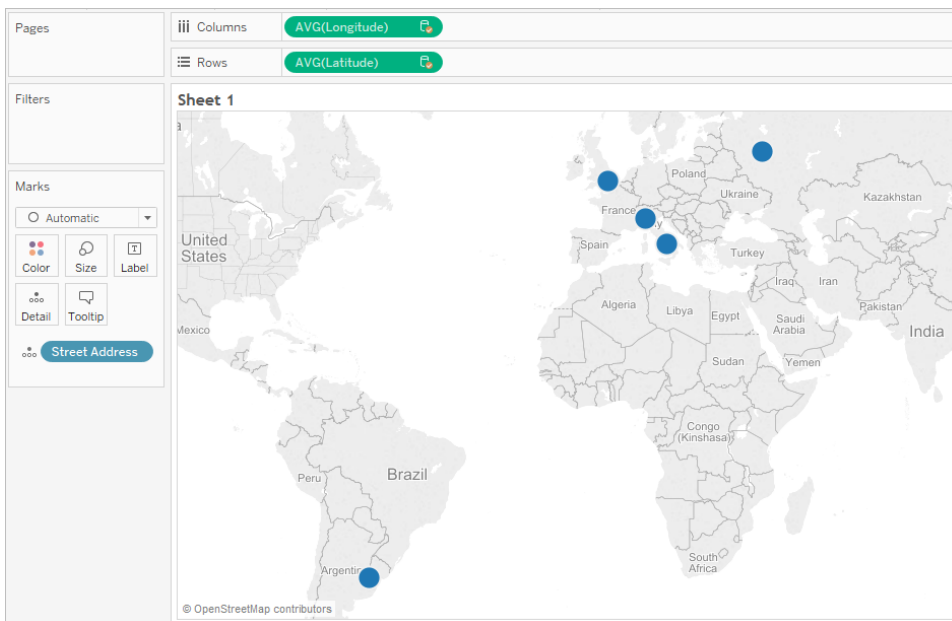 Pages
Columns
AVG(Longitude)
Rows
AVG(Latitude)
Filters
Sheet 1
Marks
Automatic
Color
Size
T
Label
Detail
Tooltip
Street Address
a
Poland
Ukraine
Kazakhstan
France
y
United
States
Spain
Turkey
Iraq
Iran
Algeria
Libya
Egypt
Pakistan
Mexico
Saudi
Arabia
India
Sudan
Yemen
Congo
(Kinshasa)
Peru
Brazil
South
Africa
Argentin
© OpenStreetMap contributors